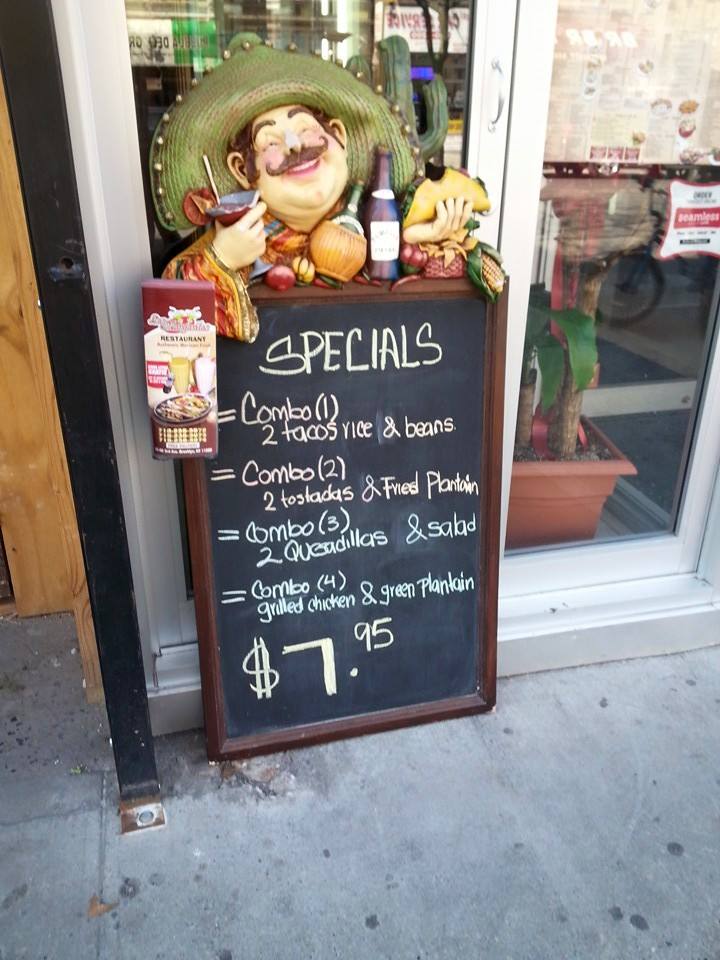 SPECIALS
= Combo (1)
2 tacos rice & beans.
= Combo (2)
2 tostadas & Fried Plantain
= Combo (3)
2 Quesadillas & salad
= Combo (4)
grilled chicken & green Plantain
$7.95
RESTAURANT
ORDER
seamless